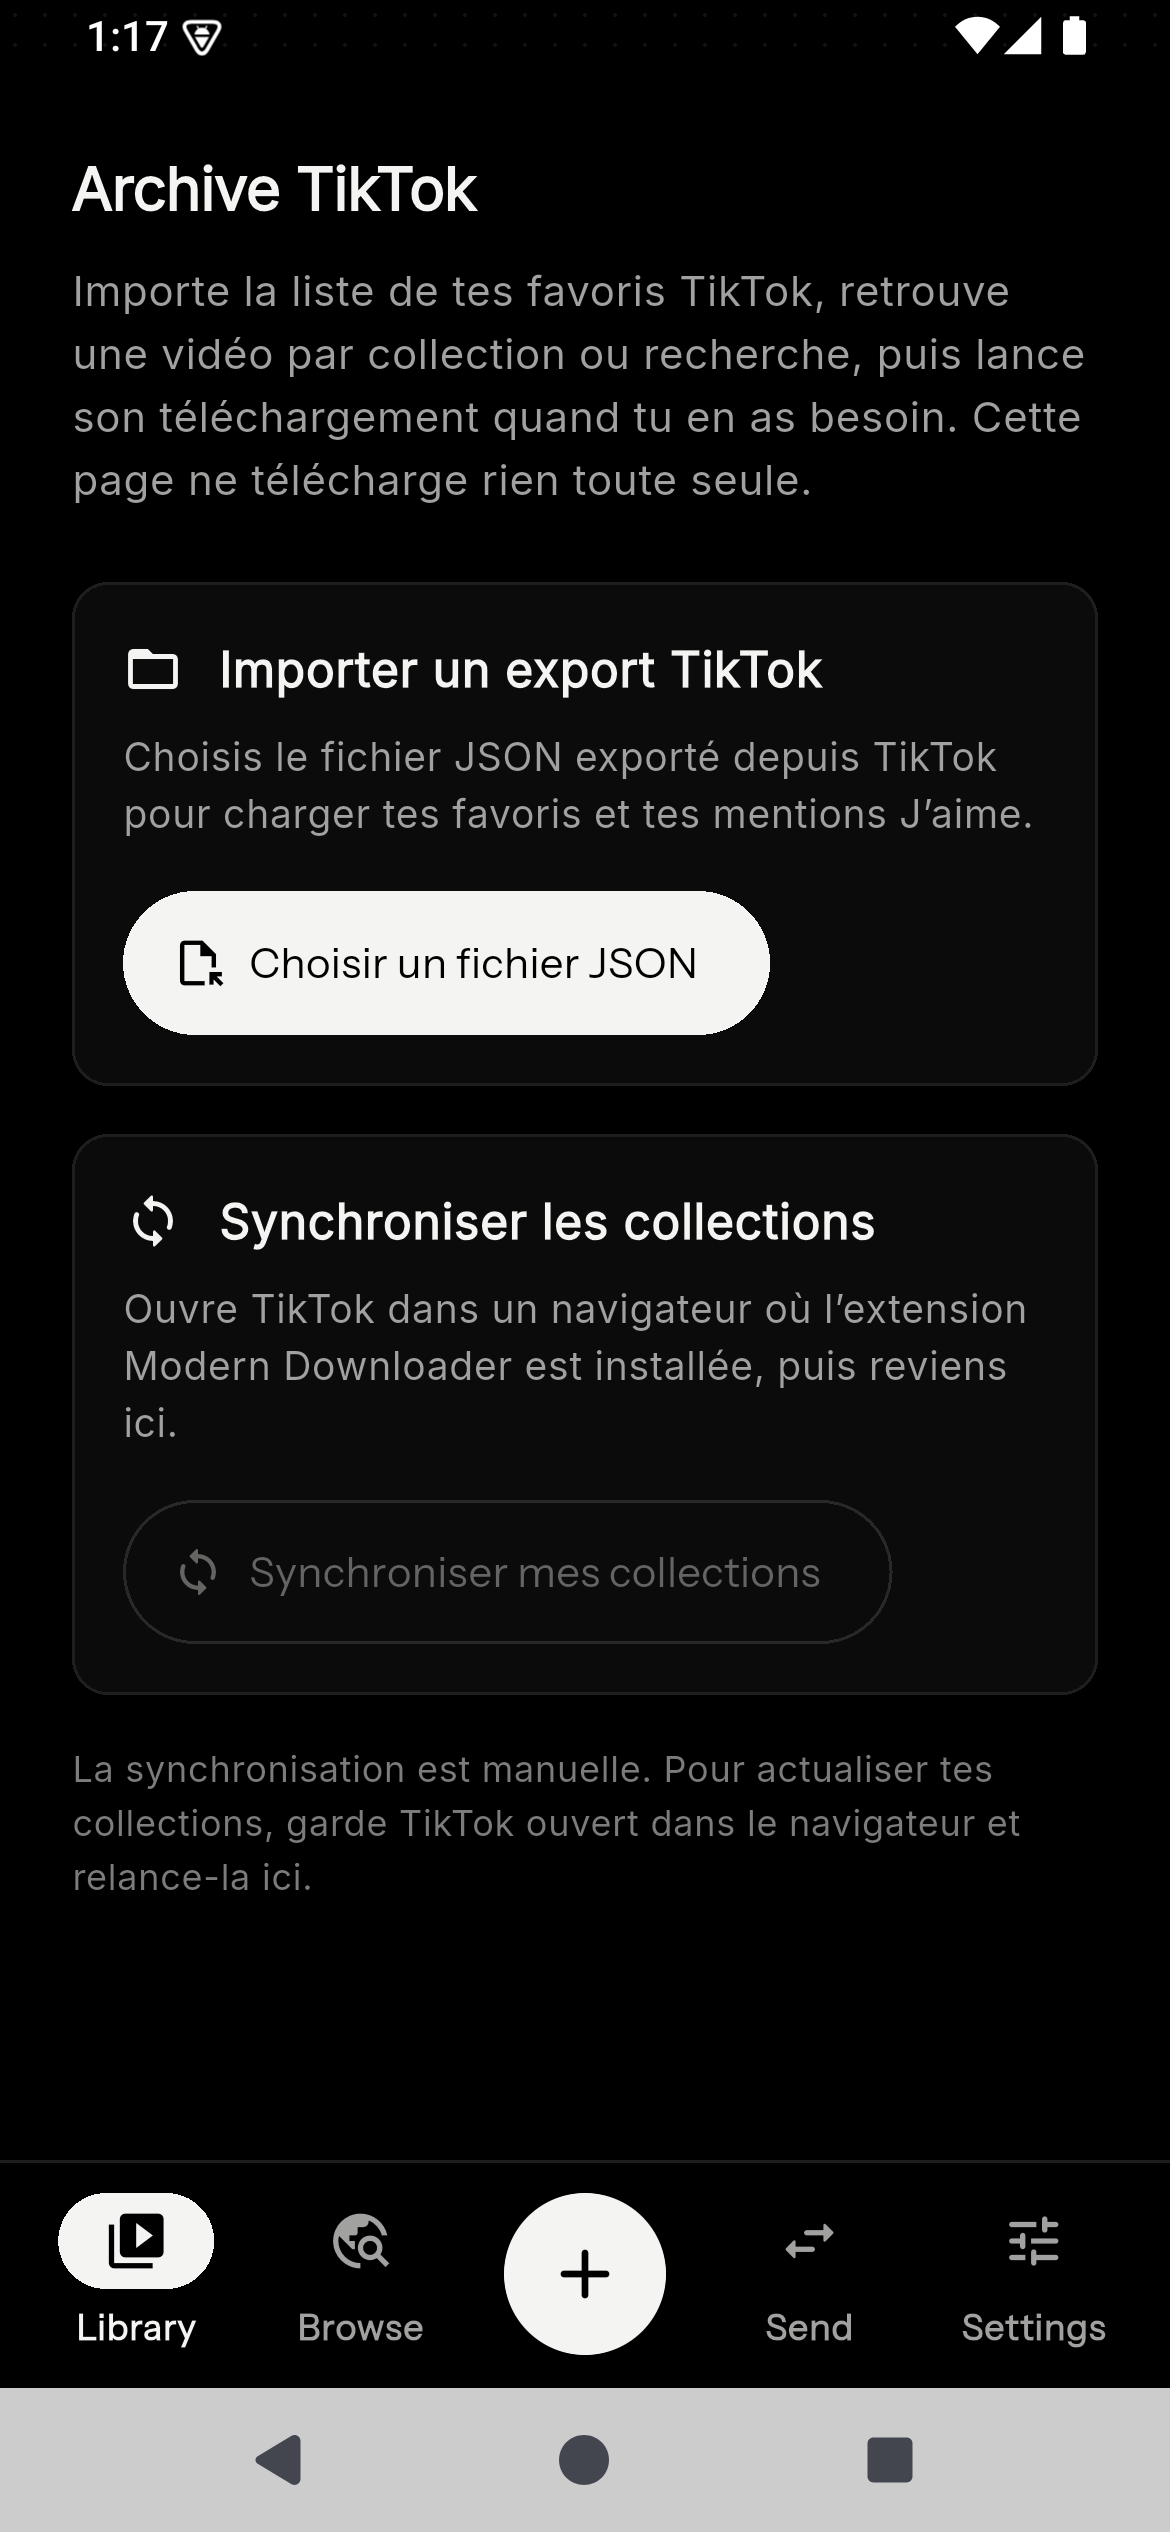 1:17
Archive TikTok
Importe la liste de tes favoris TikTok, retrouve
une vidéo par collection ou recherche, puis lance
son téléchargement quand tu en as besoin. Cette
page ne télécharge rien toute seule.
Importer un export TikTok
Choisis le fichier JSON exporté depuis TikTok
pour charger tes favoris et tes mentions J’aime.
Choisir un fichier JSON
Synchroniser les collections
Ouvre TikTok dans un navigateur où l’extension
Modern Downloader est installée, puis reviens
ici.
Synchroniser mes collections
La synchronisation est manuelle. Pour actualiser tes
collections, garde TikTok ouvert dans le navigateur et
relance-la ici.
Library
Browse
Send
Settings